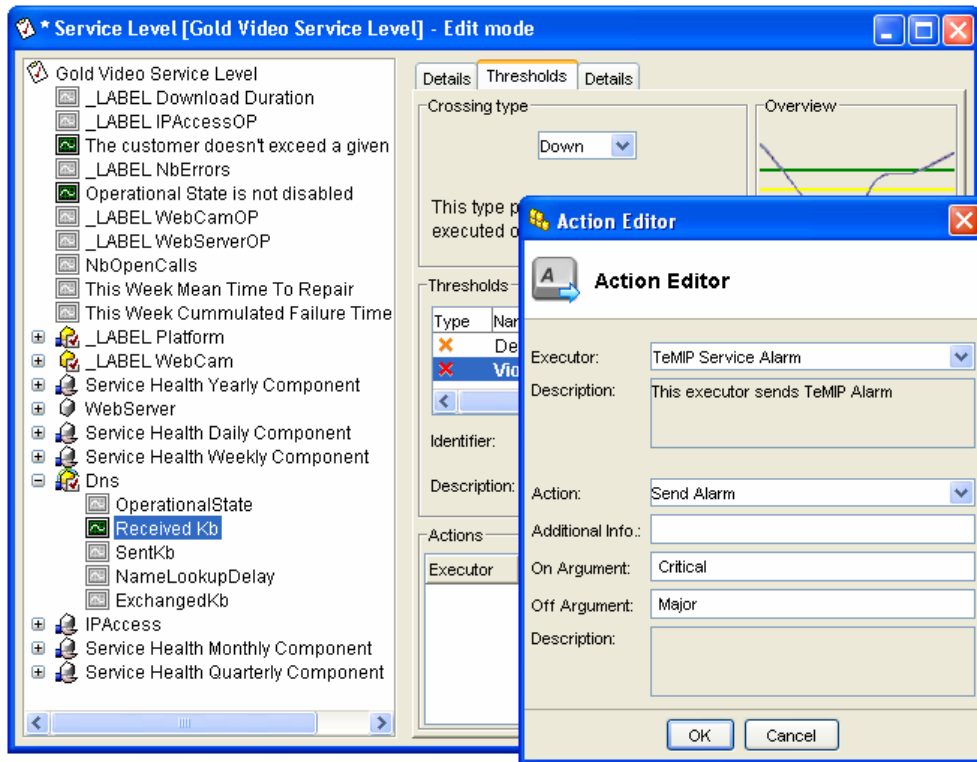 * Service Level [Gold Video Service Level] - Edit mode
Gold Video Service Level
_LABEL Download Duration
_LABEL IPAccessOP
The customer doesn't exceed a given
_LABEL NbErrors
Operational State is not disabled
_LABEL WebCamOP
_LABEL WebServerOP
NbOpenCalls
This Week Mean Time To Repair
This Week Cummulated Failure Time
_LABEL Platform
_LABEL WebCam
Service Health Yearly Component
WebServer
Service Health Daily Component
Service Health Weekly Component
Dns
OperationalState
Received Kb
SentKb
NameLookupDelay
ExchangedKb
IPAccess
Service Health Monthly Component
Service Health Quarterly Component
Details Thresholds Details
Crossing type
Down
This type p
executed o
Overview
Thresholds
Type Nar
De
Vio
Identifier:
Description:
Actions
Executor
Action Editor
A Action Editor
Executor: TeMIP Service Alarm
Description: This executor sends TeMIP Alarm
Action: Send Alarm
Additional Info.:
On Argument: Critical
Off Argument: Major
Description:
OK Cancel